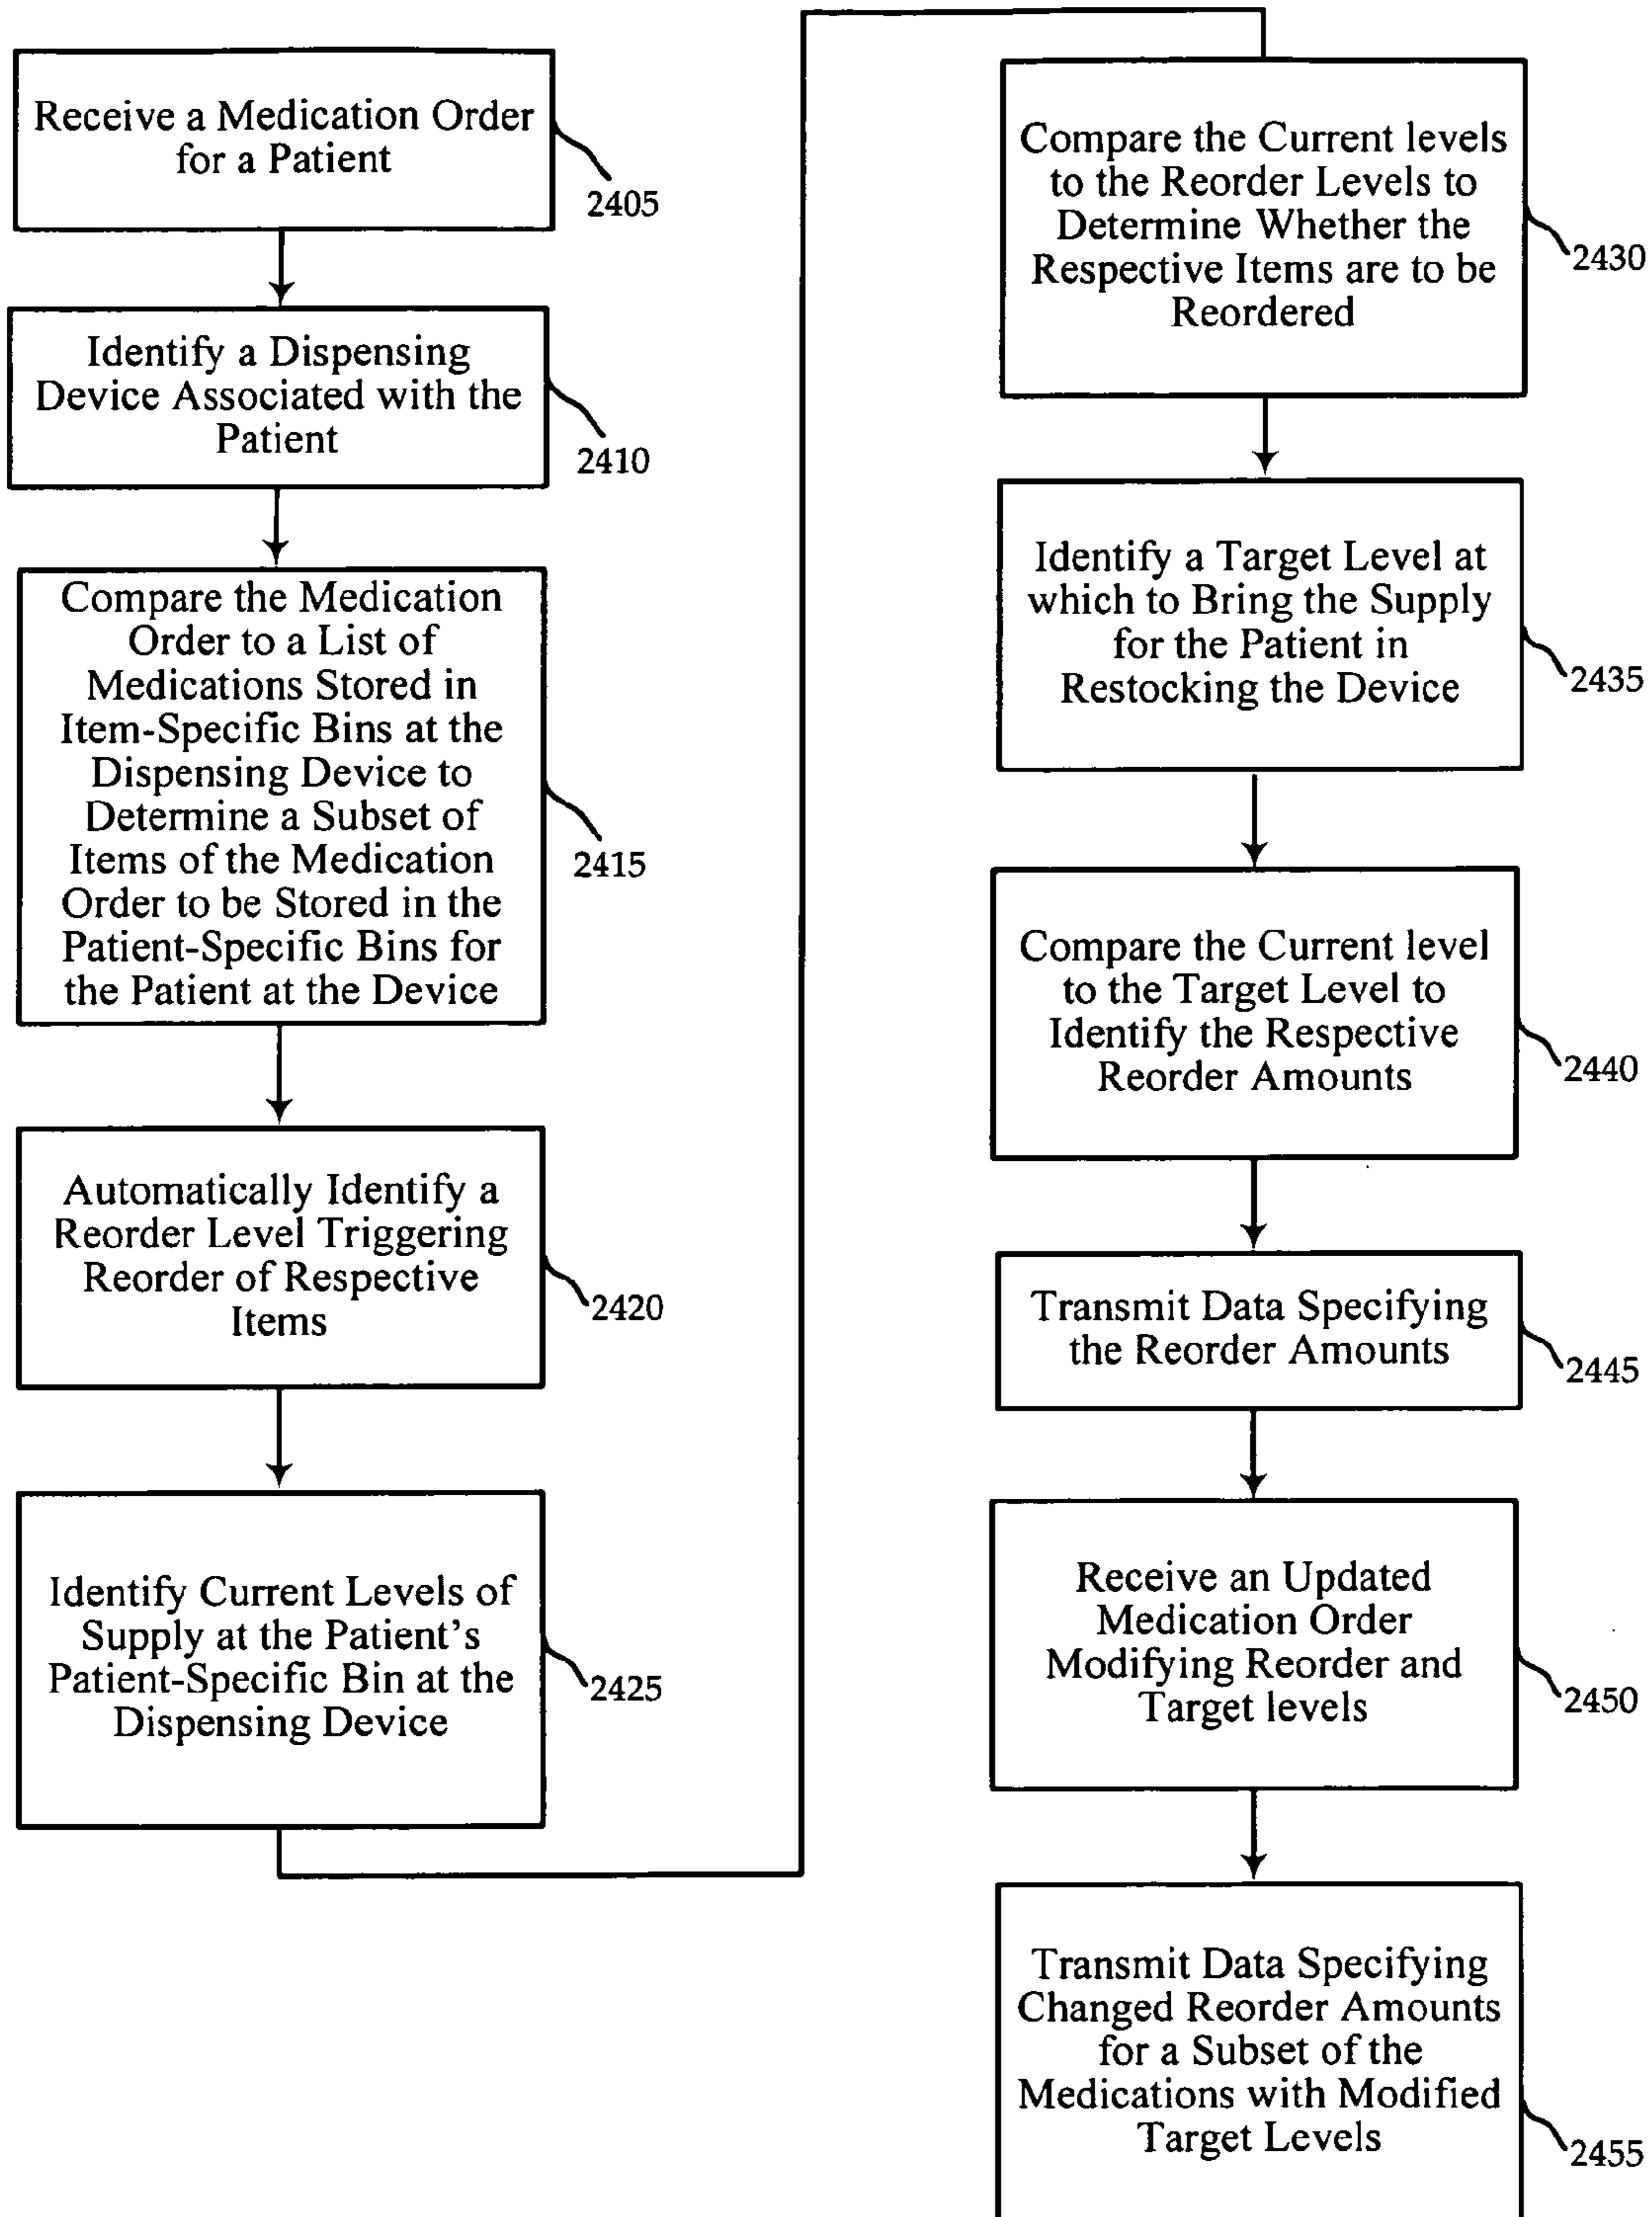 Receive a Medication Order
for a Patient
2405
Identify a Dispensing
Device Associated with the
Patient
2410
Compare the Medication
Order to a List of
Medications Stored in
Item-Specific Bins at the
Dispensing Device to
Determine a Subset of
Items of the Medication
Order to be Stored in the
Patient-Specific Bins for
the Patient at the Device
2415
Automatically Identify a
Reorder Level Triggering
Reorder of Respective
Items
2420
Identify Current Levels of
Supply at the Patient's
Patient-Specific Bin at the
Dispensing Device
2425
Compare the Current levels
to the Reorder Levels to
Determine Whether the
Respective Items are to be
Reordered
2430
Identify a Target Level at
which to Bring the Supply
for the Patient in
Restocking the Device
2435
Compare the Current level
to the Target Level to
Identify the Respective
Reorder Amounts
2440
Transmit Data Specifying
the Reorder Amounts
2445
Receive an Updated
Medication Order
Modifying Reorder and
Target levels
2450
Transmit Data Specifying
Changed Reorder Amounts
for a Subset of the
Medications with Modified
Target Levels
2455